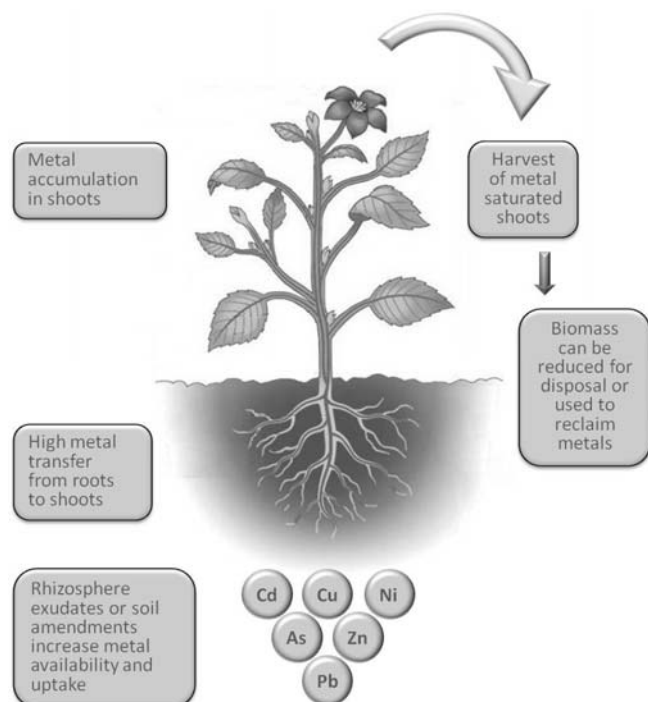 Metal
accumulation
in shoots
Harvest
of metal
saturated
shoots
Biomass
can be
reduced for
disposal or
used to
reclaim
metals
High metal
transfer
from roots
to shoots
Rhizosphere
exudates or soil
amendments
increase metal
availability and
uptake
Cd Cu Ni
As Zn
Pb